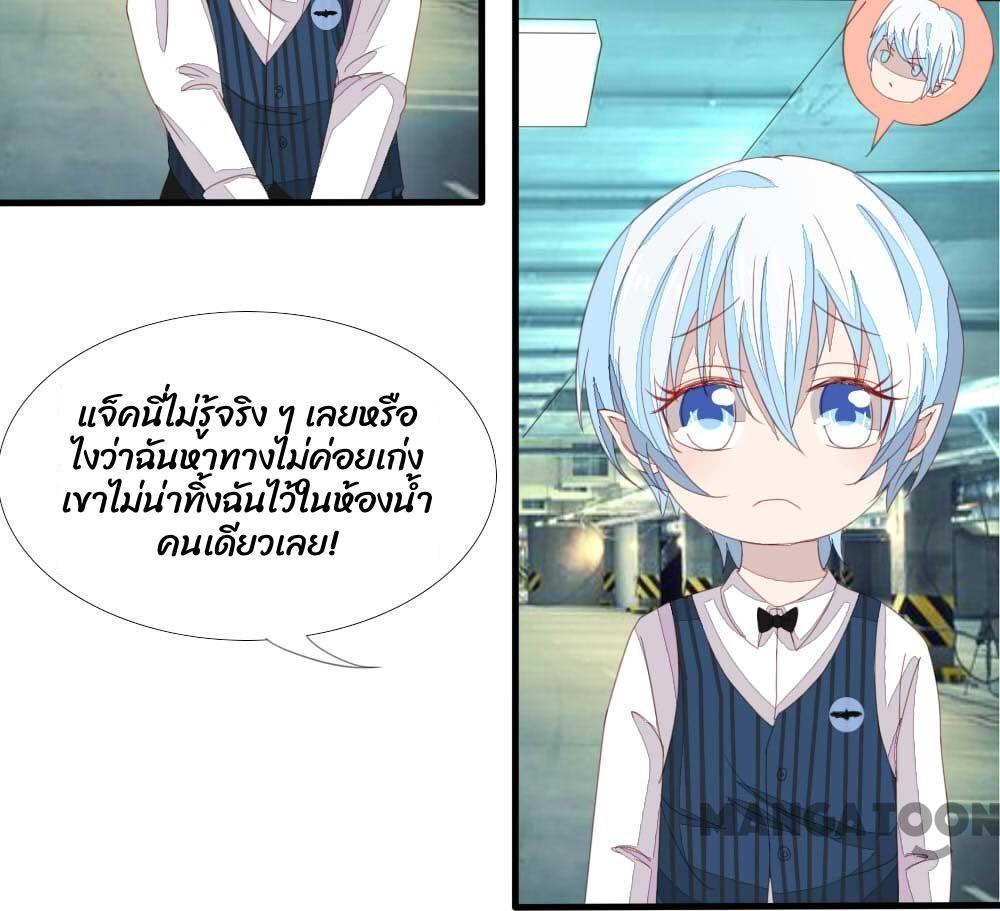 แจ็คนี่ไม่รู้จริง ๆ เลยหรือ
ไงว่าฉันหาทางไม่ค่อยเก่ง
เขาไม่น่าทิ้งฉันไว้ในห้องน้ำ
คนเดียวเลย!
MANGATOON